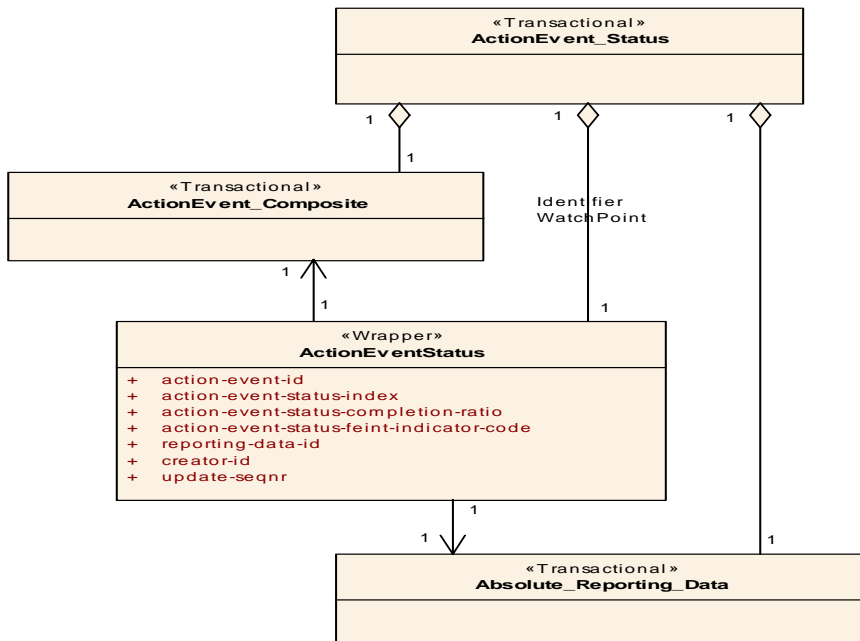 «Transactional»
ActionEvent_Status
1
1
1
1
«Transactional»
ActionEvent_Composite
Identifier
WatchPoint
1
1
1
«Wrapper»
ActionEventStatus
+ action-event-id
+ action-event-status-index
+ action-event-status-completion-ratio
+ action-event-status-feint-indicator-code
+ reporting-data-id
+ creator-id
+ update-seqnr
1
1
1
«Transactional»
Absolute_Reporting_Data